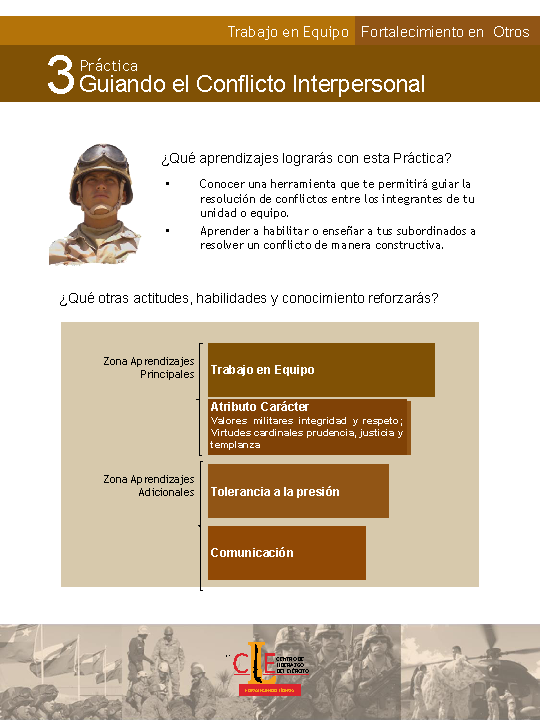 Trabajo en Equipo Fortalecimiento en Otros
3 Práctica
Guiando el Conflicto Interpersonal
¿Qué aprendizajes lograrás con esta Práctica?
• Conocer una herramienta que te permitirá guiar la
resolución de conflictos entre los integrantes de tu
unidad o equipo.
• Aprender a habilitar o enseñar a tus subordinados a
resolver un conflicto de manera constructiva.
¿Qué otras actitudes, habilidades y conocimiento reforzarás?
Zona Aprendizajes
Principales
Trabajo en Equipo
Atributo Carácter
Valores militares integridad y respeto;
Virtudes cardinales prudencia, justicia y
templanza
Zona Aprendizajes
Adicionales
Tolerancia a la presión
Comunicación
CLE
CENTRO DE
LIDERAZGO
DEL EJÉRCITO